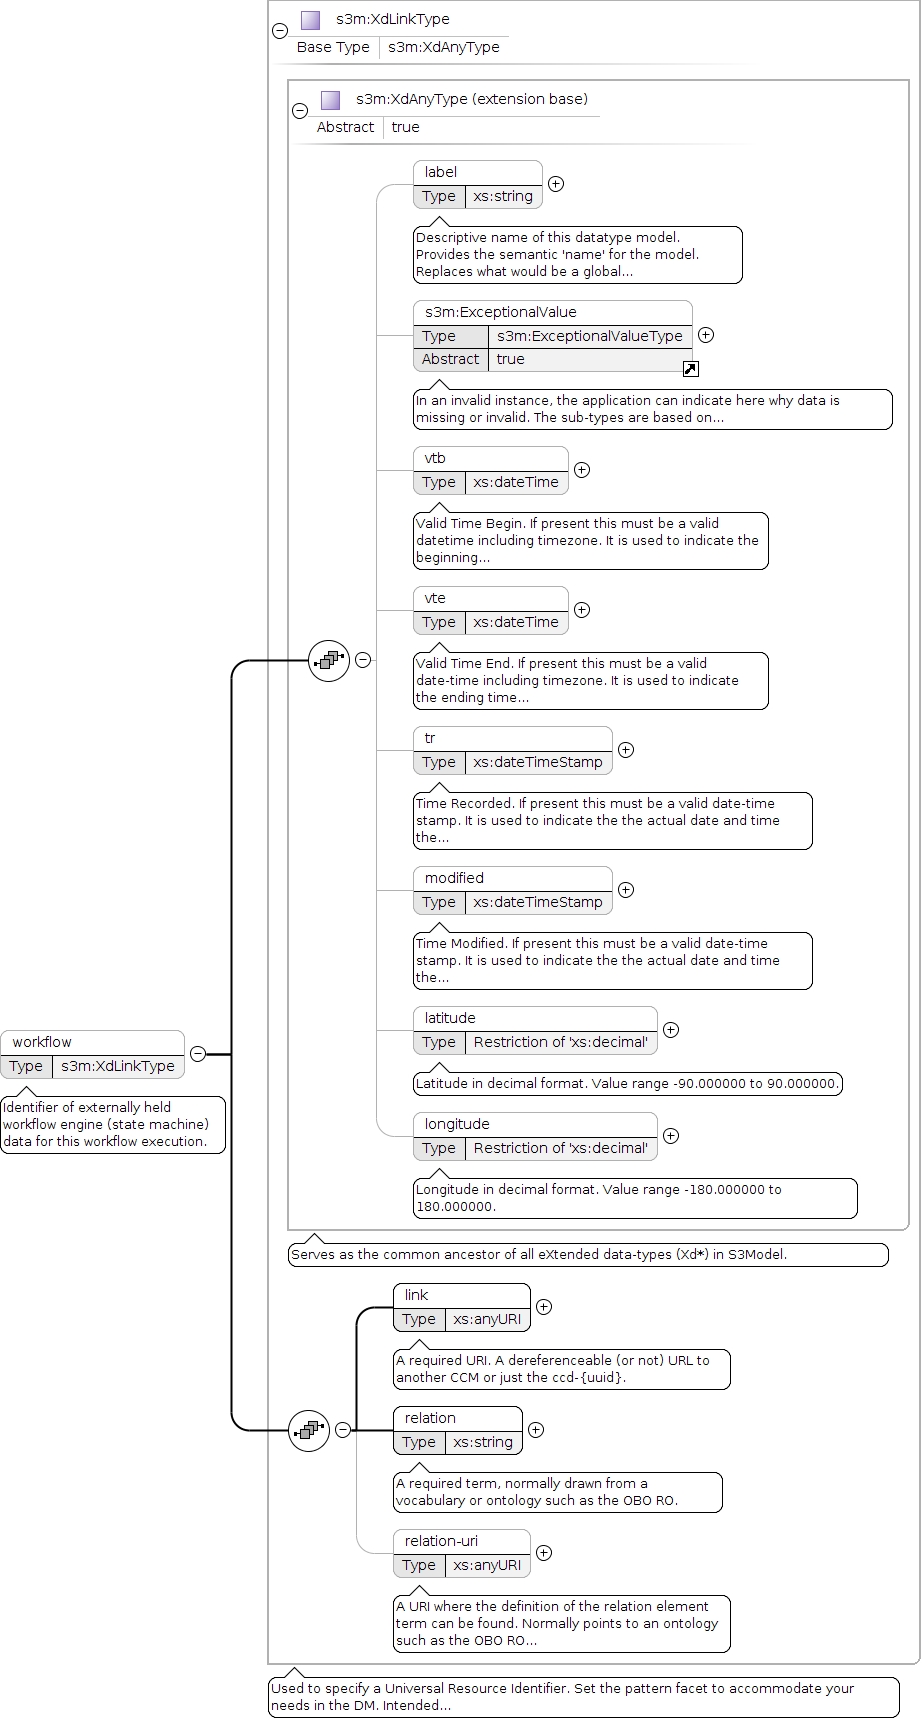 s3m:XdLinkType
Base Type s3m:XdAnyType
s3m:XdAnyType (extension base)
Abstract true
label
Type xs:string
Descriptive name of this datatype model.
Provides the semantic 'name' for the model.
Replaces what would be a global...
s3m:ExceptionalValue
Type s3m:ExceptionalValueType
Abstract true
In an invalid instance, the application can indicate here why data is
missing or invalid. The sub-types are based on...
vtb
Type xs:dateTime
Valid Time Begin. If present this must be a valid
datetime including timezone. It is used to indicate the
beginning...
vte
Type xs:dateTime
Valid Time End. If present this must be a valid
date-time including timezone. It is used to indicate
the ending time...
tr
Type xs:dateTimeStamp
Time Recorded. If present this must be a valid date-time
stamp. It is used to indicate the the actual date and time
the...
modified
Type xs:dateTimeStamp
Time Modified. If present this must be a valid date-time
stamp. It is used to indicate the the actual date and time
the...
latitude
Type Restriction of 'xs:decimal'
Latitude in decimal format. Value range -90.000000 to 90.000000.
longitude
Type Restriction of 'xs:decimal'
Longitude in decimal format. Value range -180.000000 to
180.000000.
workflow
Type s3m:XdLinkType
Identifier of externally held
workflow engine (state machine)
data for this workflow execution.
Serves as the common ancestor of all eXtended data-types (Xd*) in S3Model.
link
Type xs:anyURI
A required URI. A dereferenceable (or not) URL to
another CCM or just the ccd-{uuid}.
relation
Type xs:string
A required term, normally drawn from a
vocabulary or ontology such as the OBO RO.
relation-uri
Type xs:anyURI
A URI where the definition of the relation element
term can be found. Normally points to an ontology
such as the OBO RO...
Used to specify a Universal Resource Identifier. Set the pattern facet to accommodate your
needs in the DM. Intended...